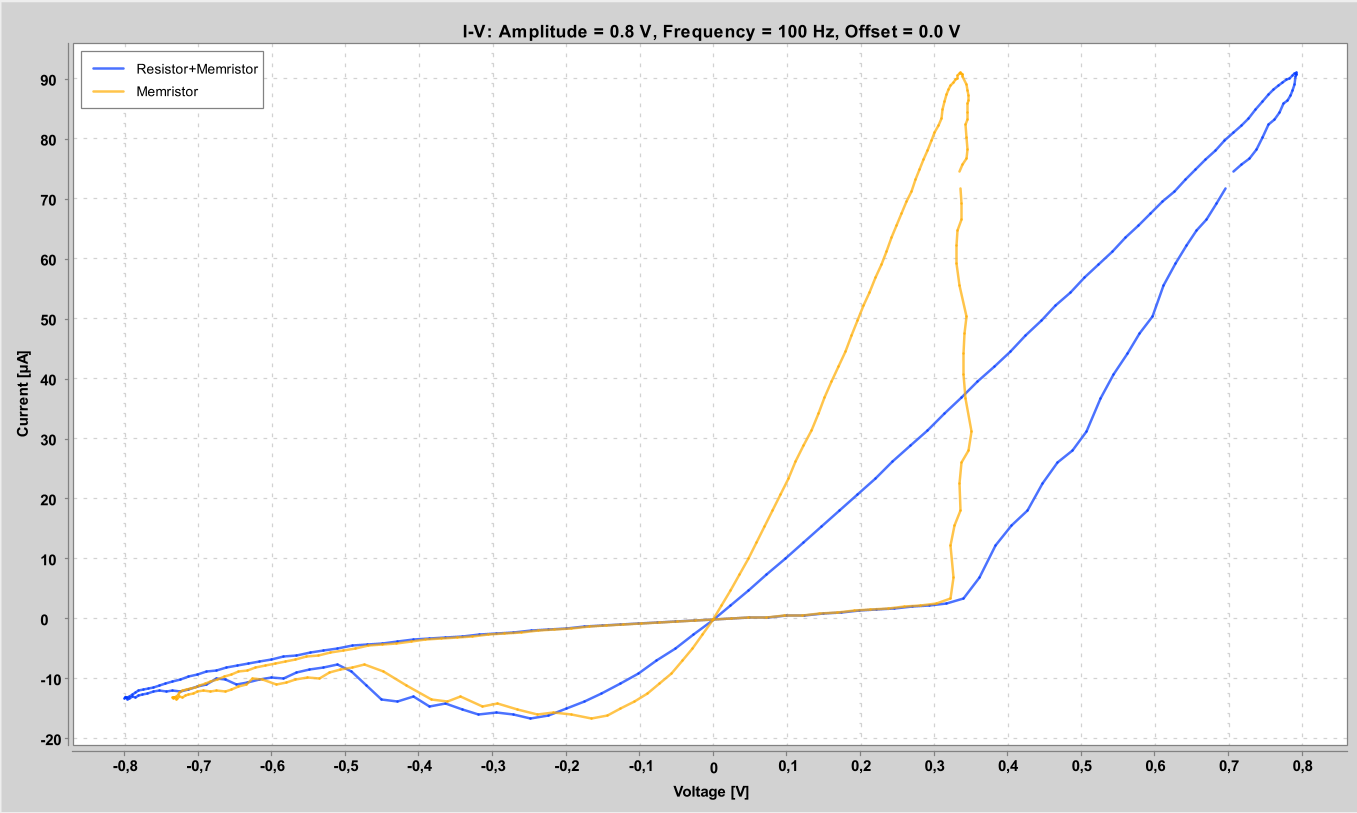 I-V: Amplitude = 0.8 V, Frequency = 100 Hz, Offset = 0.0 V
Resistor+Memristor
Memristor
90
80
70
60
50
40
30
20
10
0
-10
-20
Current [µA]
-0,8 -0,7 -0,6 -0,5 -0,4 -0,3 -0,2 -0,1 0 0,1 0,2 0,3 0,4 0,5 0,6 0,7 0,8
Voltage [V]